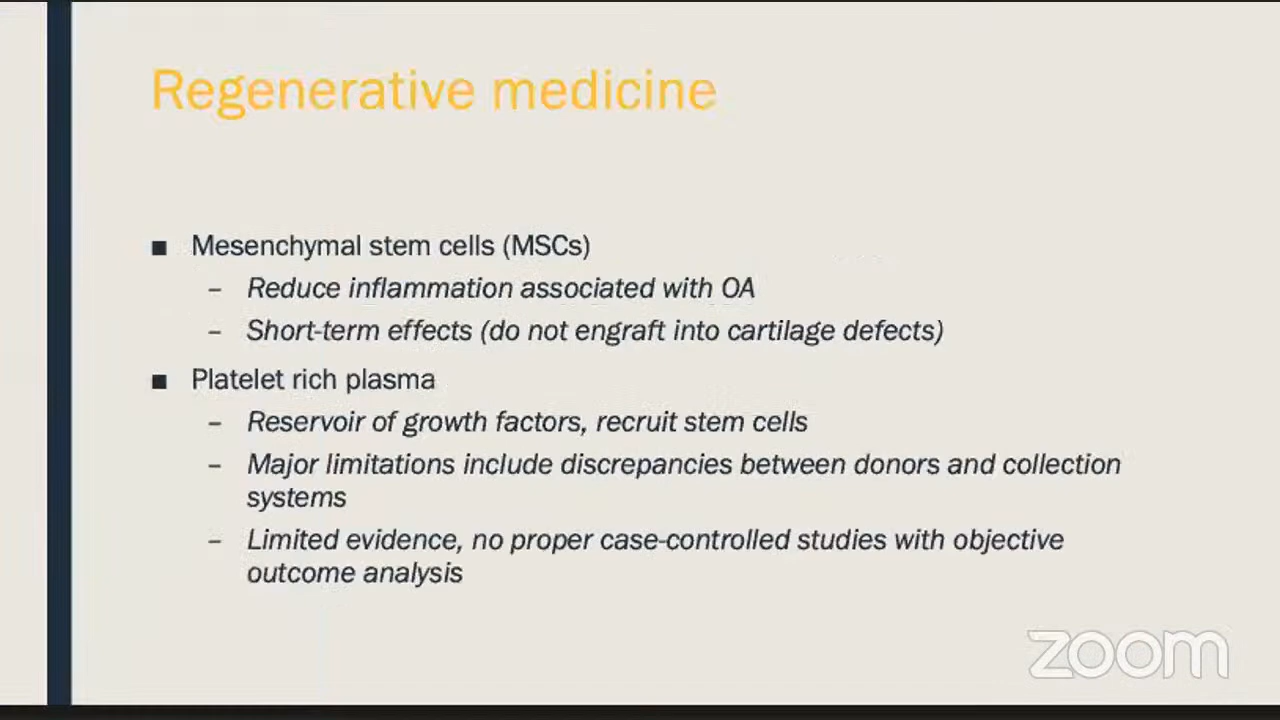 Regenerative medicine
■ Mesenchymal stem cells (MSCs)
– Reduce inflammation associated with OA
– Short-term effects (do not engraft into cartilage defects)
■ Platelet rich plasma
– Reservoir of growth factors, recruit stem cells
– Major limitations include discrepancies between donors and collection
systems
– Limited evidence, no proper case-controlled studies with objective
outcome analysis
zoom